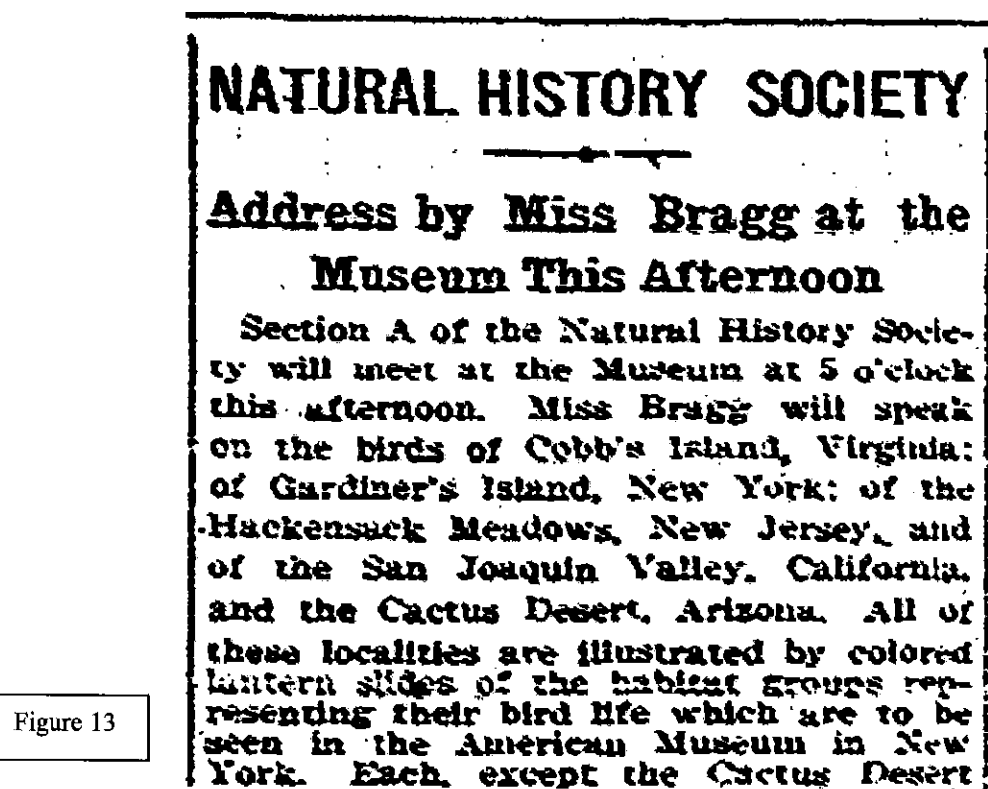 NATURAL HISTORY SOCIETY
Address by Miss Bragg at the
Museum This Afternoon
Section A of the Natural History Socie-
ty will meet at the Museum at 5 o'clock
this afternoon. Miss Bragg will speak
on the birds of Cobb's Island, Virginia;
of Gardiner's Island, New York; of the
Hackensack Meadows, New Jersey, and
of the San Joaquin Valley, California,
and the Cactus Desert, Arizona. All of
these localities are illustrated by colored
lantern slides of the habitat groups rep-
resenting their bird life which are to be
seen in the American Museum in New
York. Each, except the Cactus Desert
Figure 13